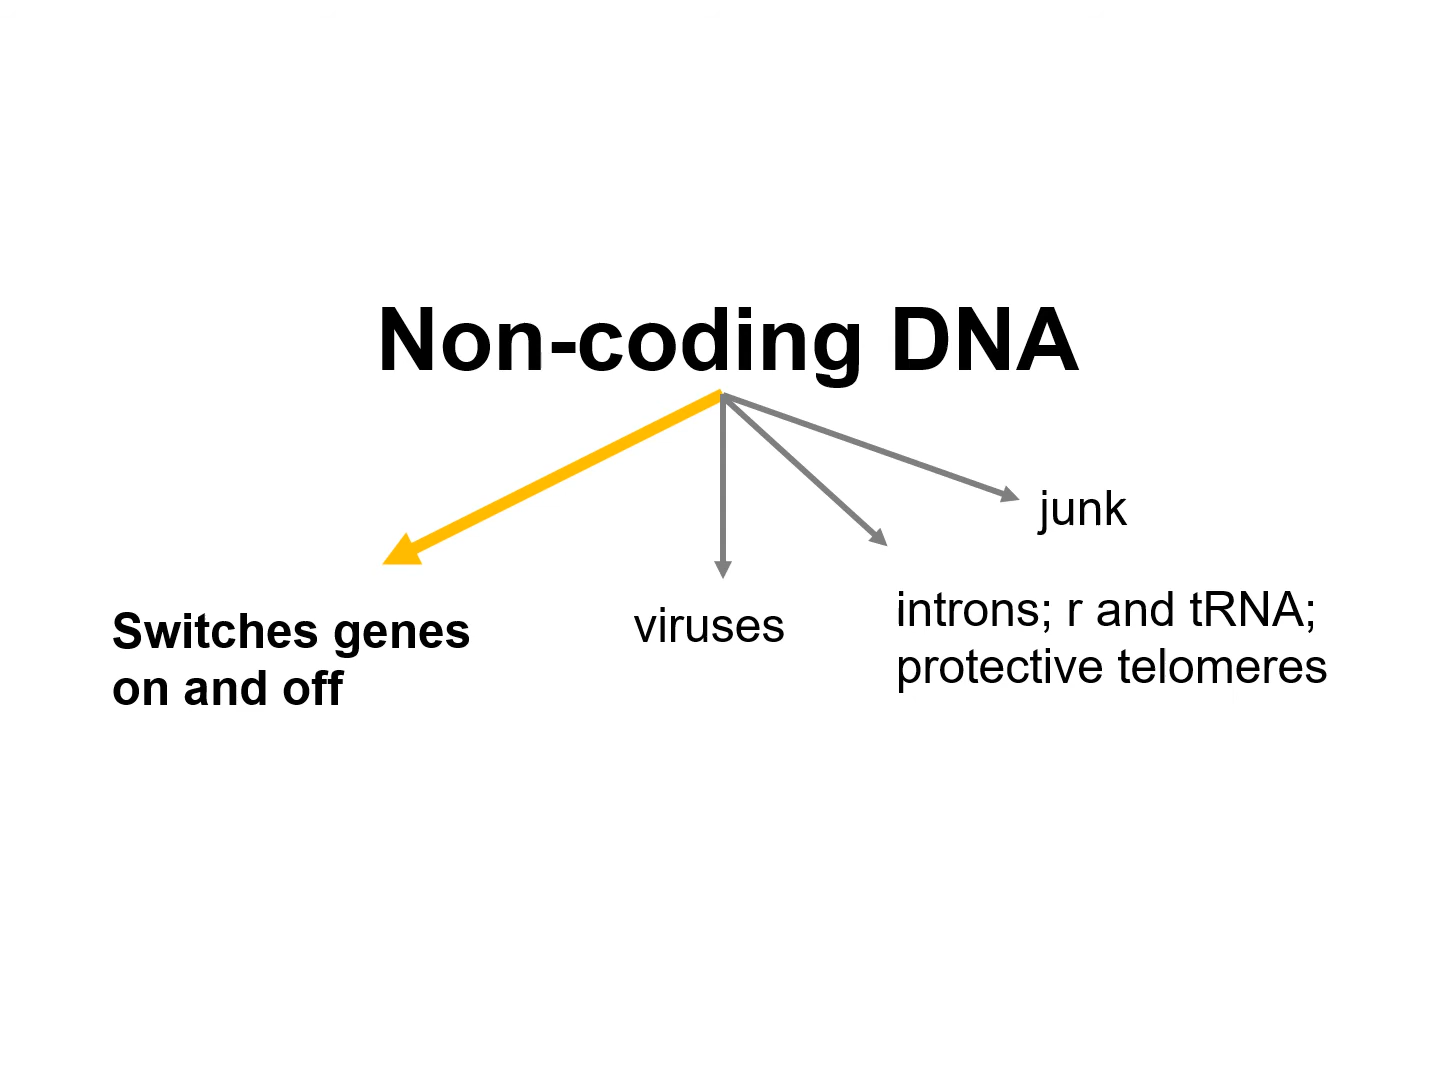 Non-coding DNA
junk
Switches genes
on and off
viruses
introns; r and tRNA;
protective telomeres